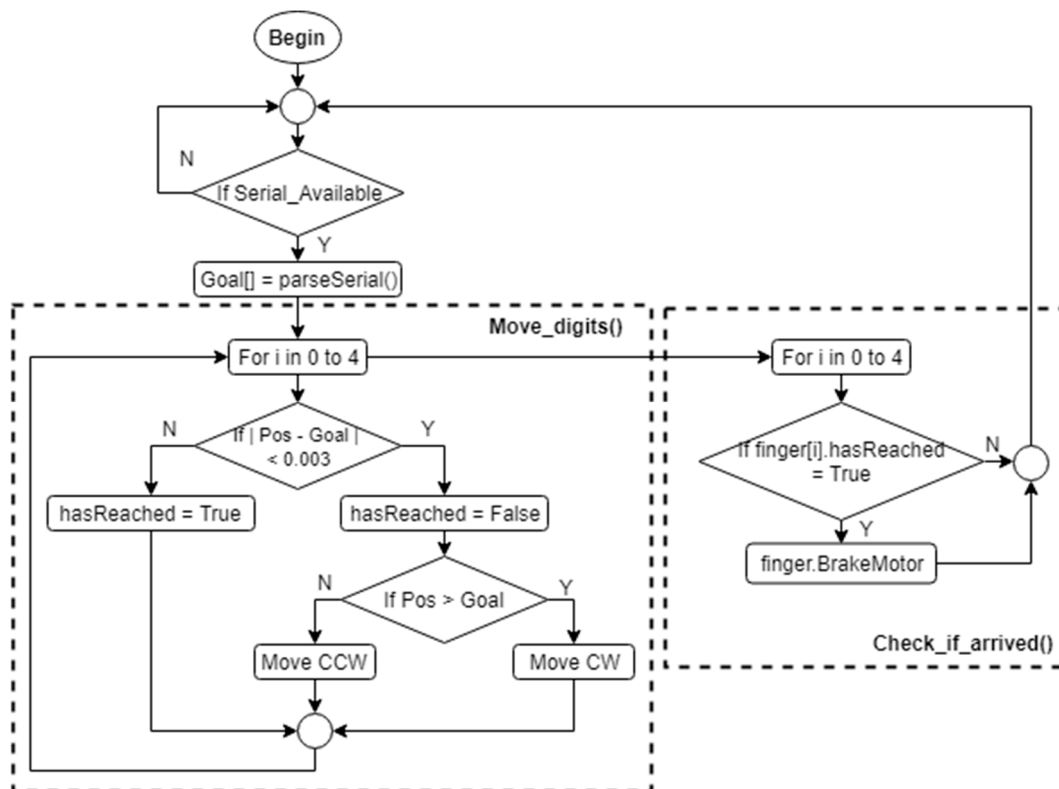 Begin
N
If Serial_Available
Y
Goal[] = parseSerial()
Move_digits()
For i in 0 to 4
If | Pos - Goal |
< 0.003
N
Y
hasReached = True
hasReached = False
If Pos > Goal
N
Y
Move CCW
Move CW
For i in 0 to 4
If finger[i].hasReached
= True
N
Y
finger.BrakeMotor
Check_if_arrived()